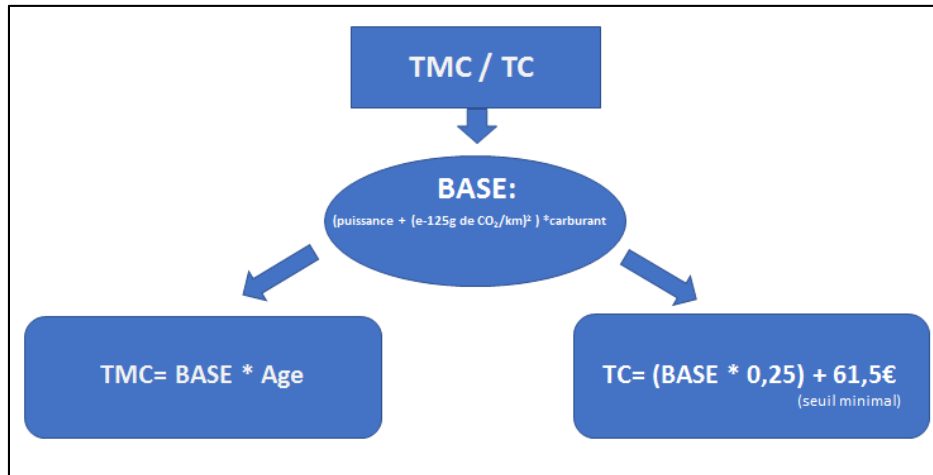 TMC / TC
BASE:
(puissance + (e-125g de CO₂/km)² ) *carburant
TMC= BASE * Age
TC= (BASE * 0,25) + 61,5€
(seuil minimal)